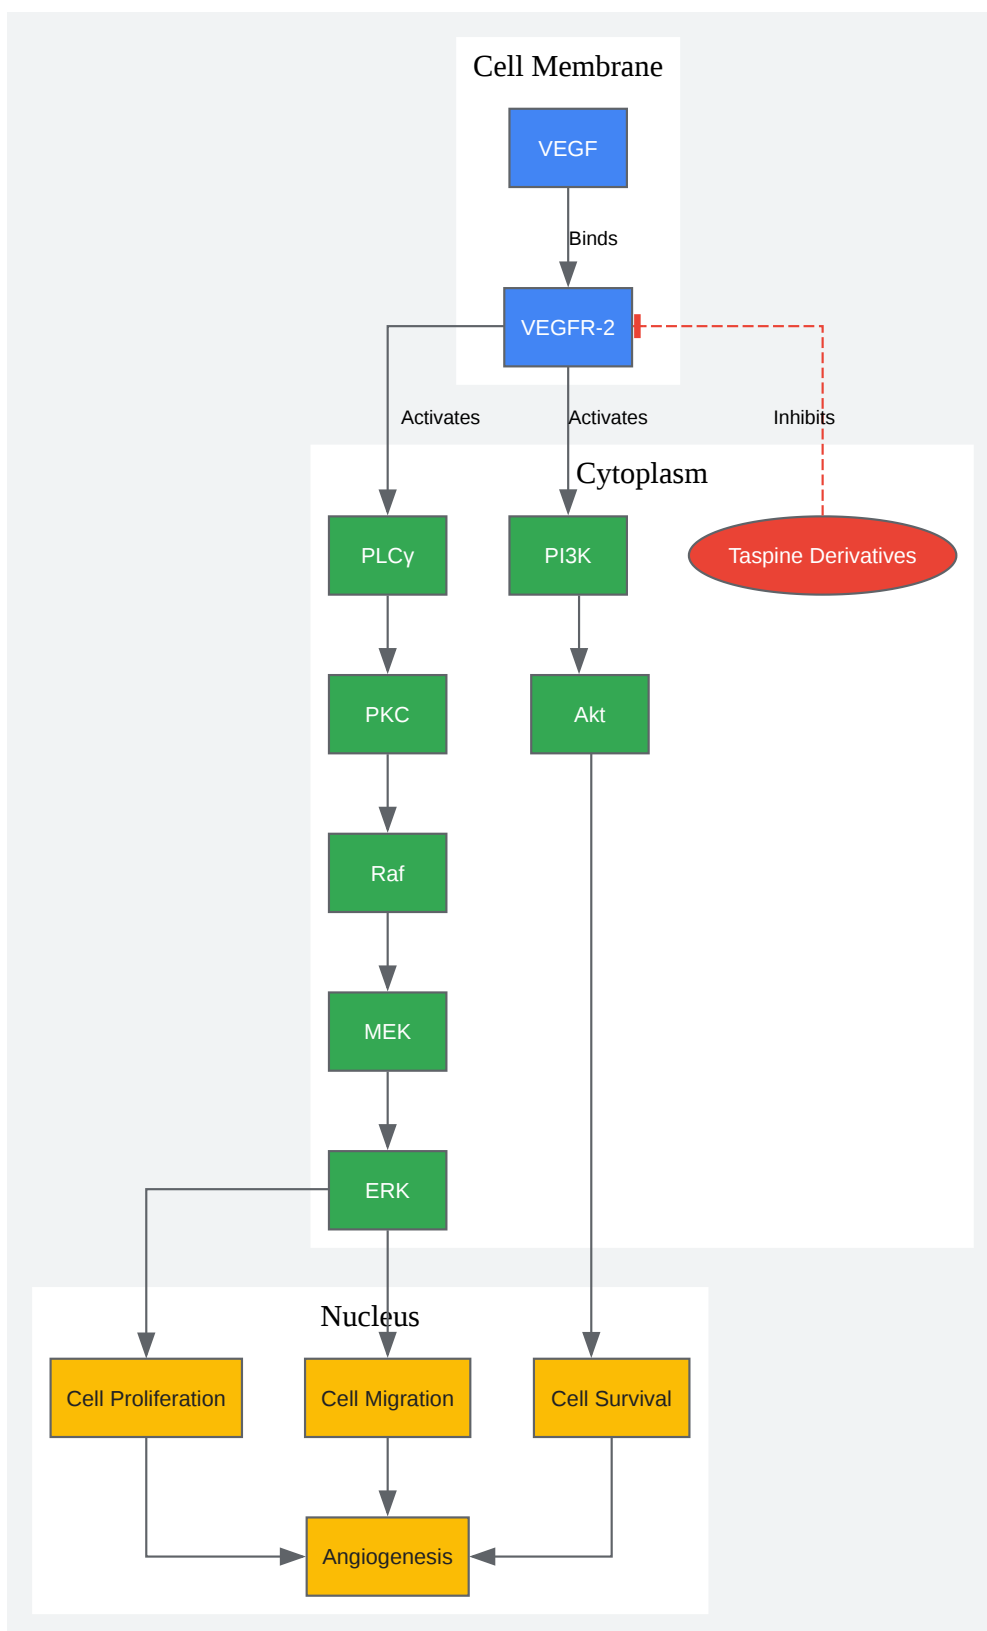 Cell Membrane
VEGF
Binds
VEGFR-2
Activates
Activates
Inhibits
Cytoplasm
PLCγ
PI3K
Taspine Derivatives
PKC
Akt
Raf
MEK
ERK
Nucleus
Cell Proliferation
Cell Migration
Cell Survival
Angiogenesis